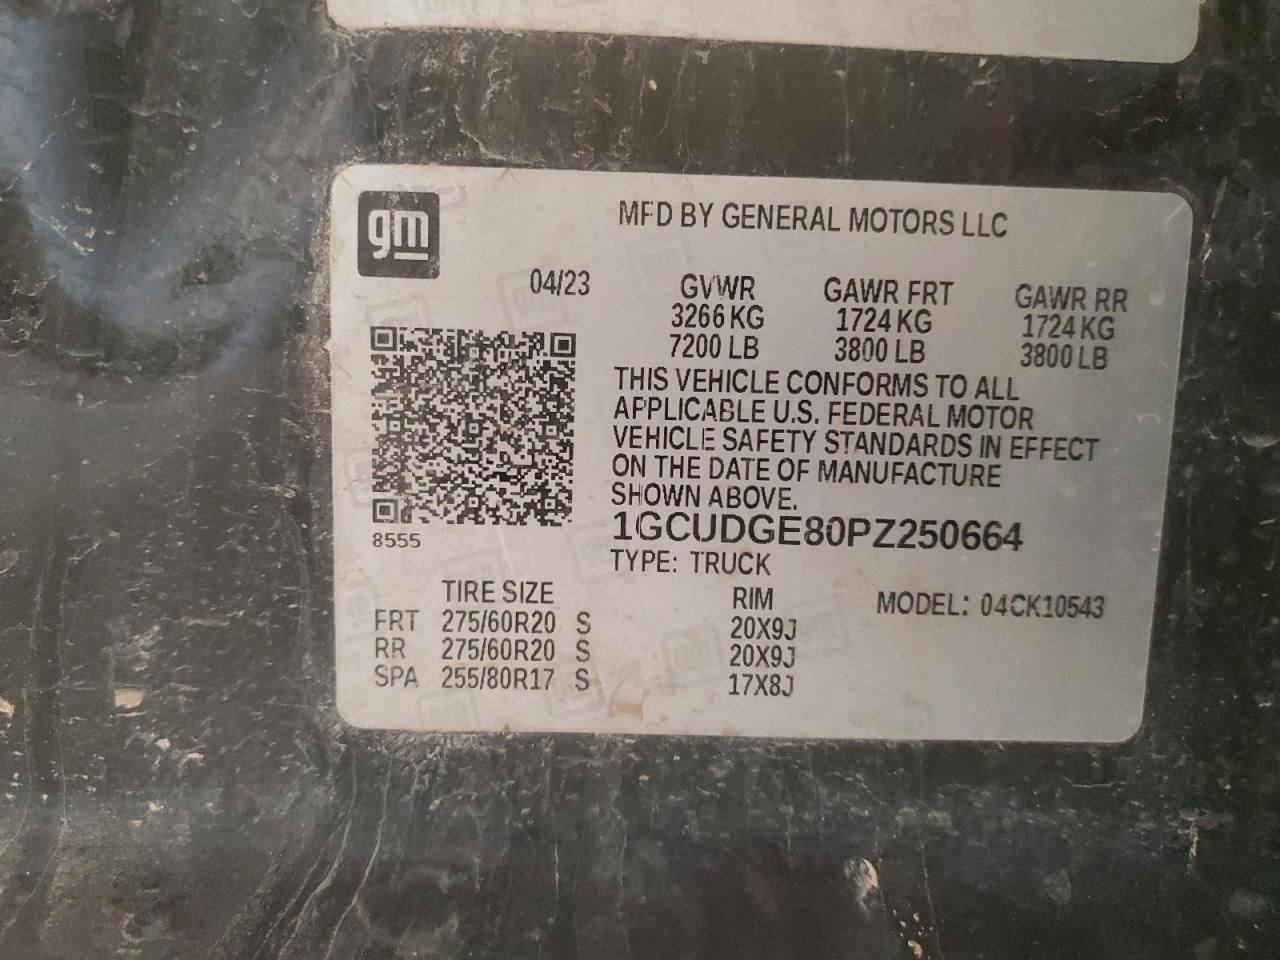 gm
MFD BY GENERAL MOTORS LLC
04/23 GVWR GAWR FRT GAWR RR
3266 KG 1724 KG 1724 KG
7200 LB 3800 LB 3800 LB
THIS VEHICLE CONFORMS TO ALL
APPLICABLE U.S. FEDERAL MOTOR
VEHICLE SAFETY STANDARDS IN EFFECT
ON THE DATE OF MANUFACTURE
SHOWN ABOVE.
1GCUDGE80PZ250664
8555
TYPE: TRUCK
TIRE SIZE RIM MODEL: 04CK10543
FRT 275/60R20 S 20X9J
RR 275/60R20 S 20X9J
SPA 255/80R17 S 17X8J